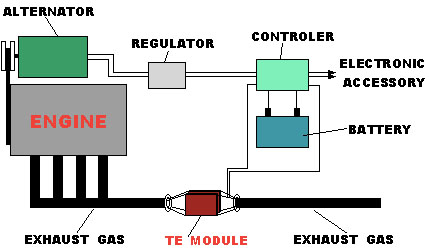 ALTERNATOR
REGULATOR
CONTROLER
ELECTRONIC
ACCESSORY
ENGINE
BATTERY
EXHAUST GAS
TE MODULE
EXHAUST GAS